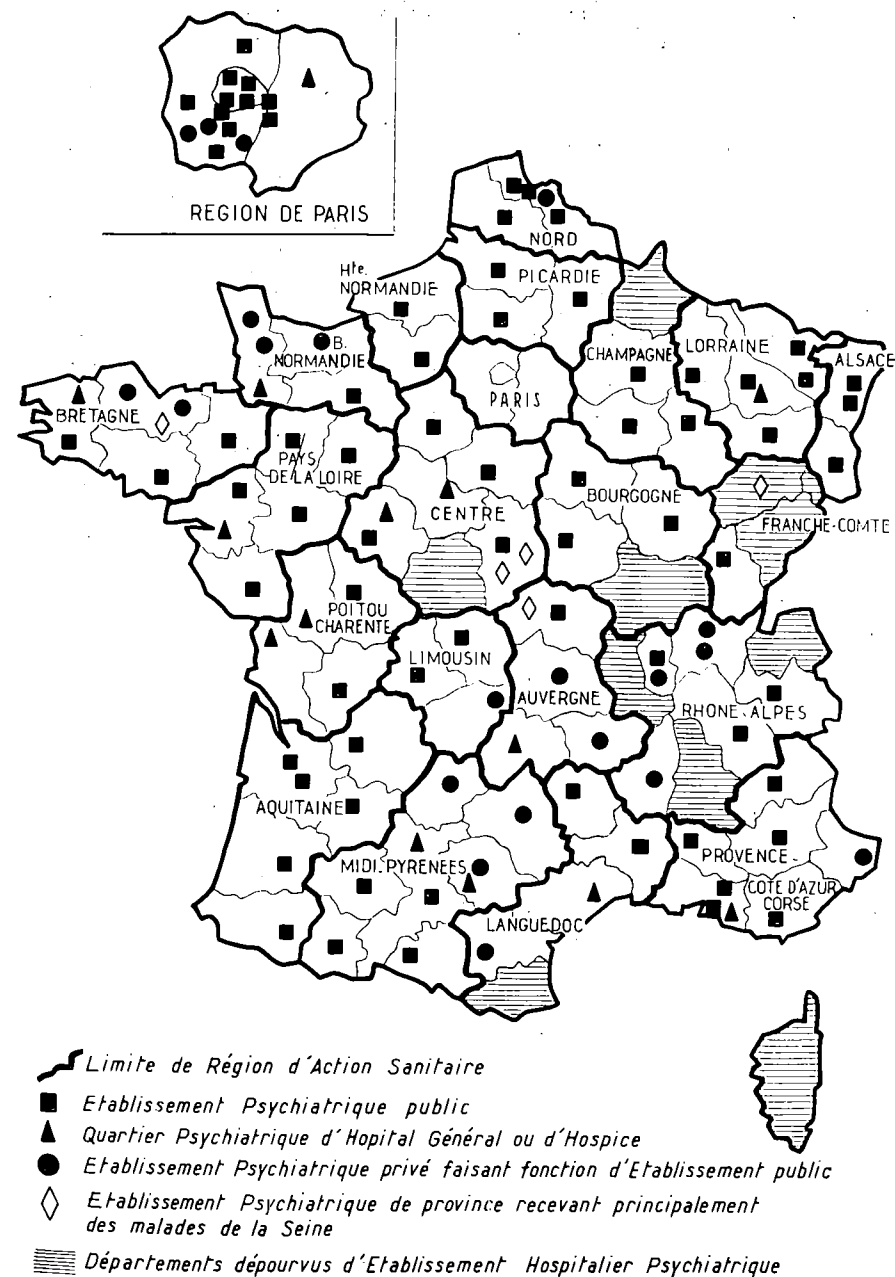 REGION DE PARIS
NORD
Hte.
NORMANDIE
PICARDIE
B.
NORMANDIE
CHAMPAGNE
LORRAINE
ALSACE
PARIS
BRETAGNE
PAYS
DE LA LOIRE
CENTRE
BOURGOGNE
FRANCHE-COMTE
POITOU
CHARENTE
LIMOUSIN
AUVERGNE
RHONE-ALPES
AQUITAINE
MIDI-PYRENEES
PROVENCE-
COTE D'AZUR
CORSE
LANGUEDOC
Limite de Région d'Action Sanitaire
Etablissement Psychiatrique public
Quartier Psychiatrique d'Hopital Général ou d'Hospice
Etablissement Psychiatrique privé faisant fonction d'Etablissement public
Etablissement Psychiatrique de province recevant principalement
des malades de la Seine
Départements dépourvus d'Etablissement Hospitalier Psychiatrique